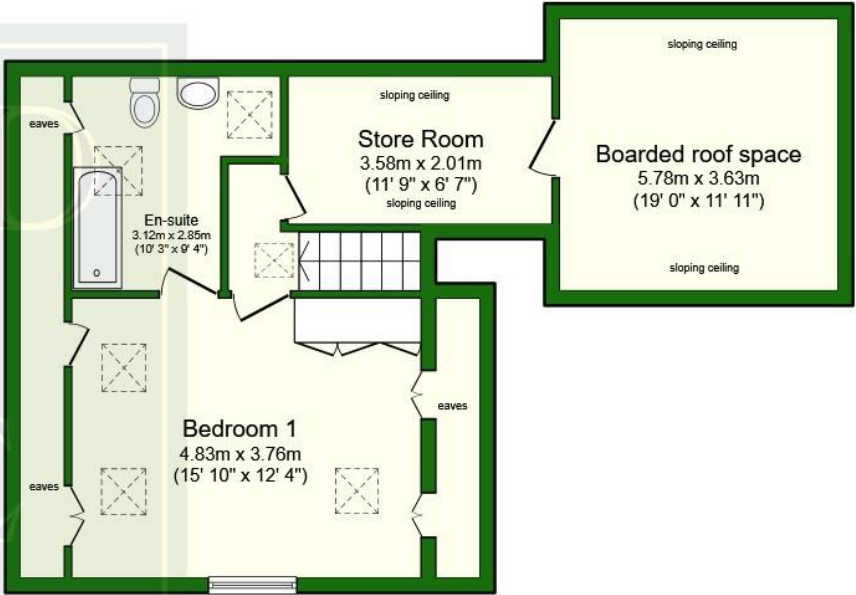 sloping ceiling
sloping ceiling
eaves
Store Room
3.58m x 2.01m
(11' 9" x 6' 7")
sloping ceiling
Boarded roof space
5.78m x 3.63m
(19' 0" x 11' 11")
sloping ceiling
En-suite
3.12m x 2.85m
(10' 3" x 9' 4")
eaves
Bedroom 1
4.83m x 3.76m
(15' 10" x 12' 4")
eaves